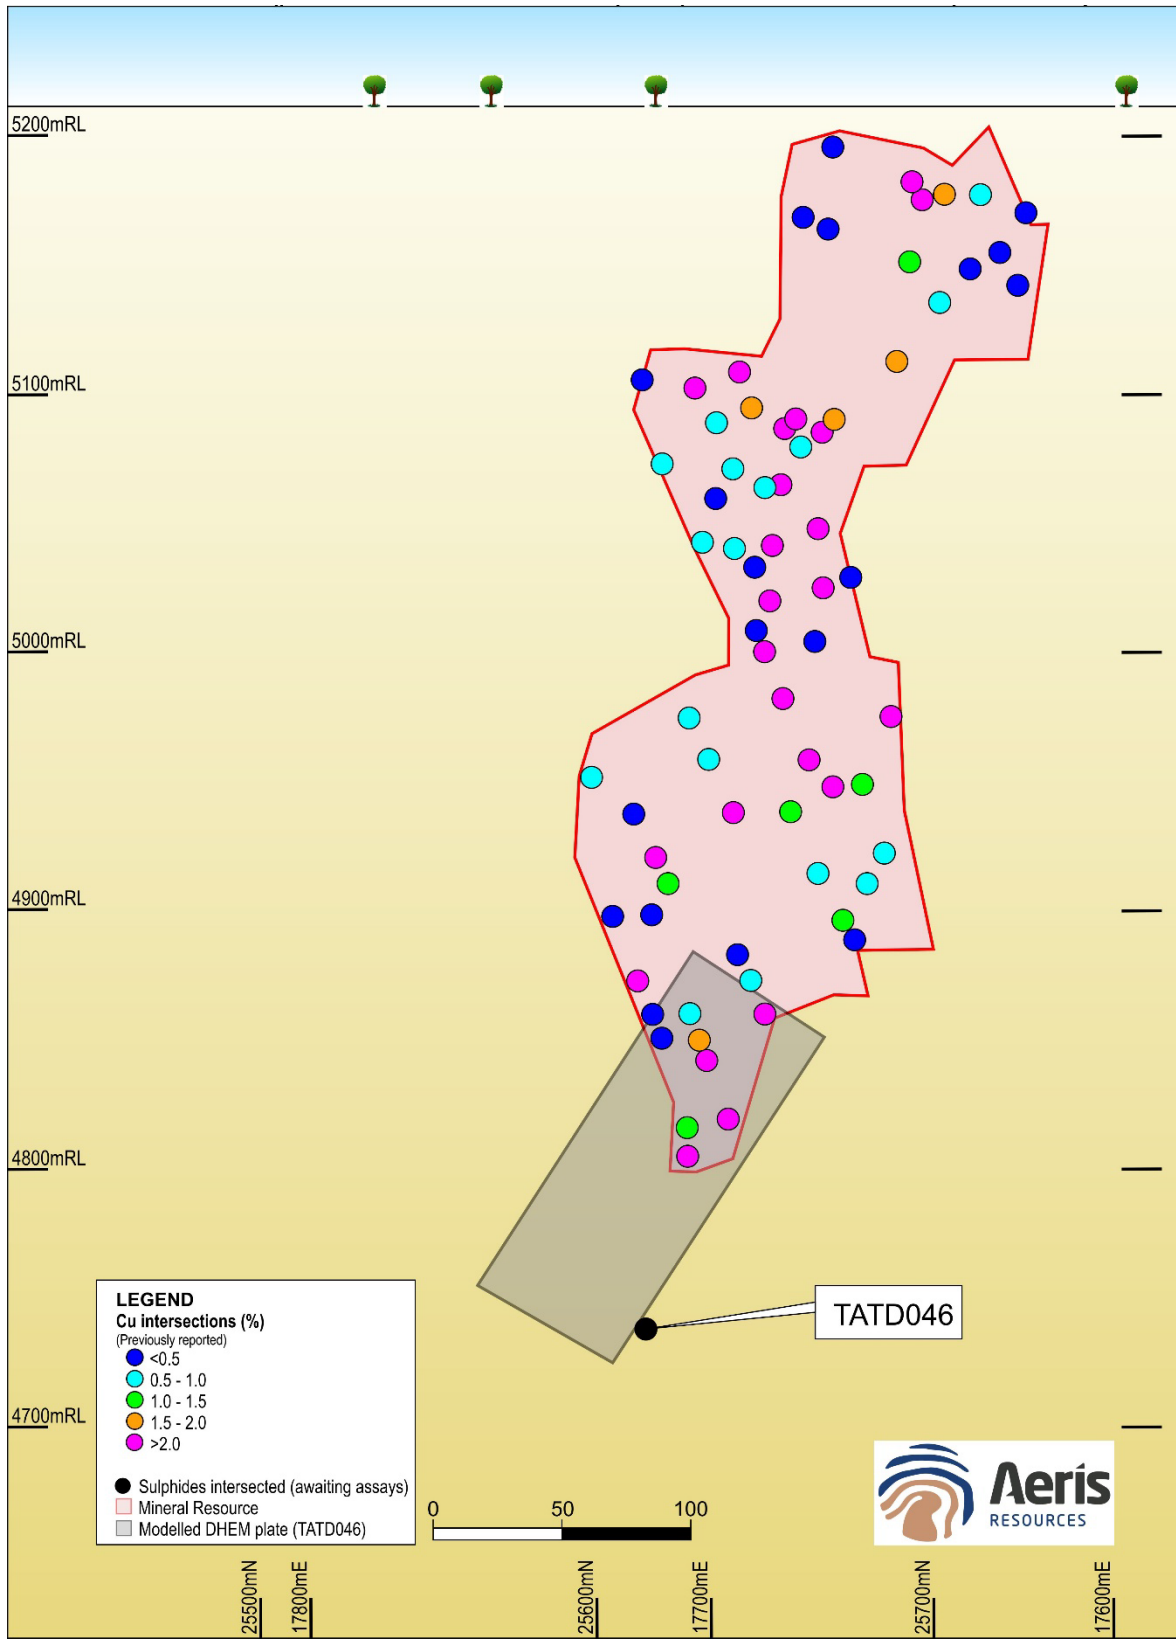 5200mRL
5100mRL
5000mRL
4900mRL
4800mRL
TATD046
4700mRL
LEGEND
Cu intersections (%)
(Previously reported)
<0.5
0.5 - 1.0
1.0 - 1.5
1.5 - 2.0
>2.0
Sulphides intersected (awaiting assays)
Mineral Resource
Modelled DHEM plate (TATD046)
0 50 100
Aeris
RESOURCES
25500mN
17800mE
25600mN
17700mE
25700mN
17600mE